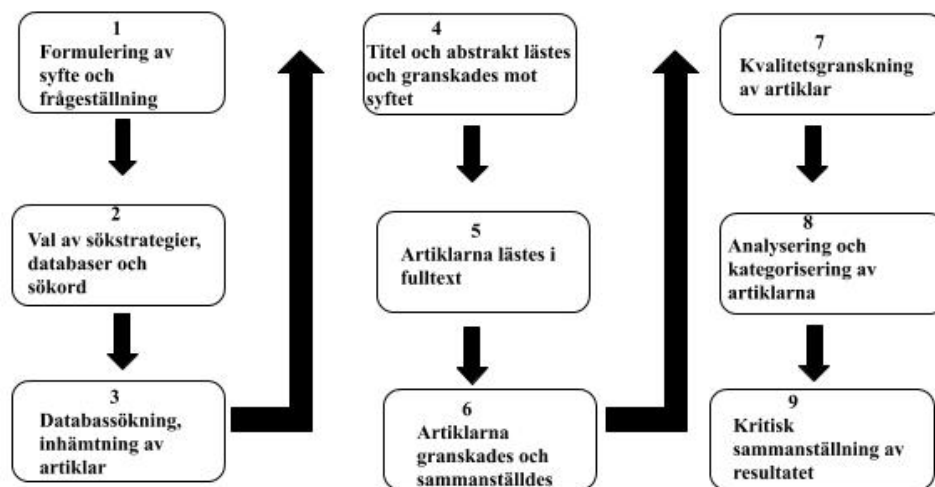 1
Formulering av
syfte och
frågeställning
2
Val av sökstrategier,
databaser och
sökord
3
Databassökning,
inhämtning av
artiklar
4
Titel och abstrakt lästes
och granskades mot
syftet
5
Artiklarna lästes i
fulltext
6
Artiklarna
granskades och
sammanställdes
7
Kvalitetsgranskning
av artiklar
8
Analysering och
kategorisering av
artiklarna
9
Kritisk
sammanställning av
resultatet